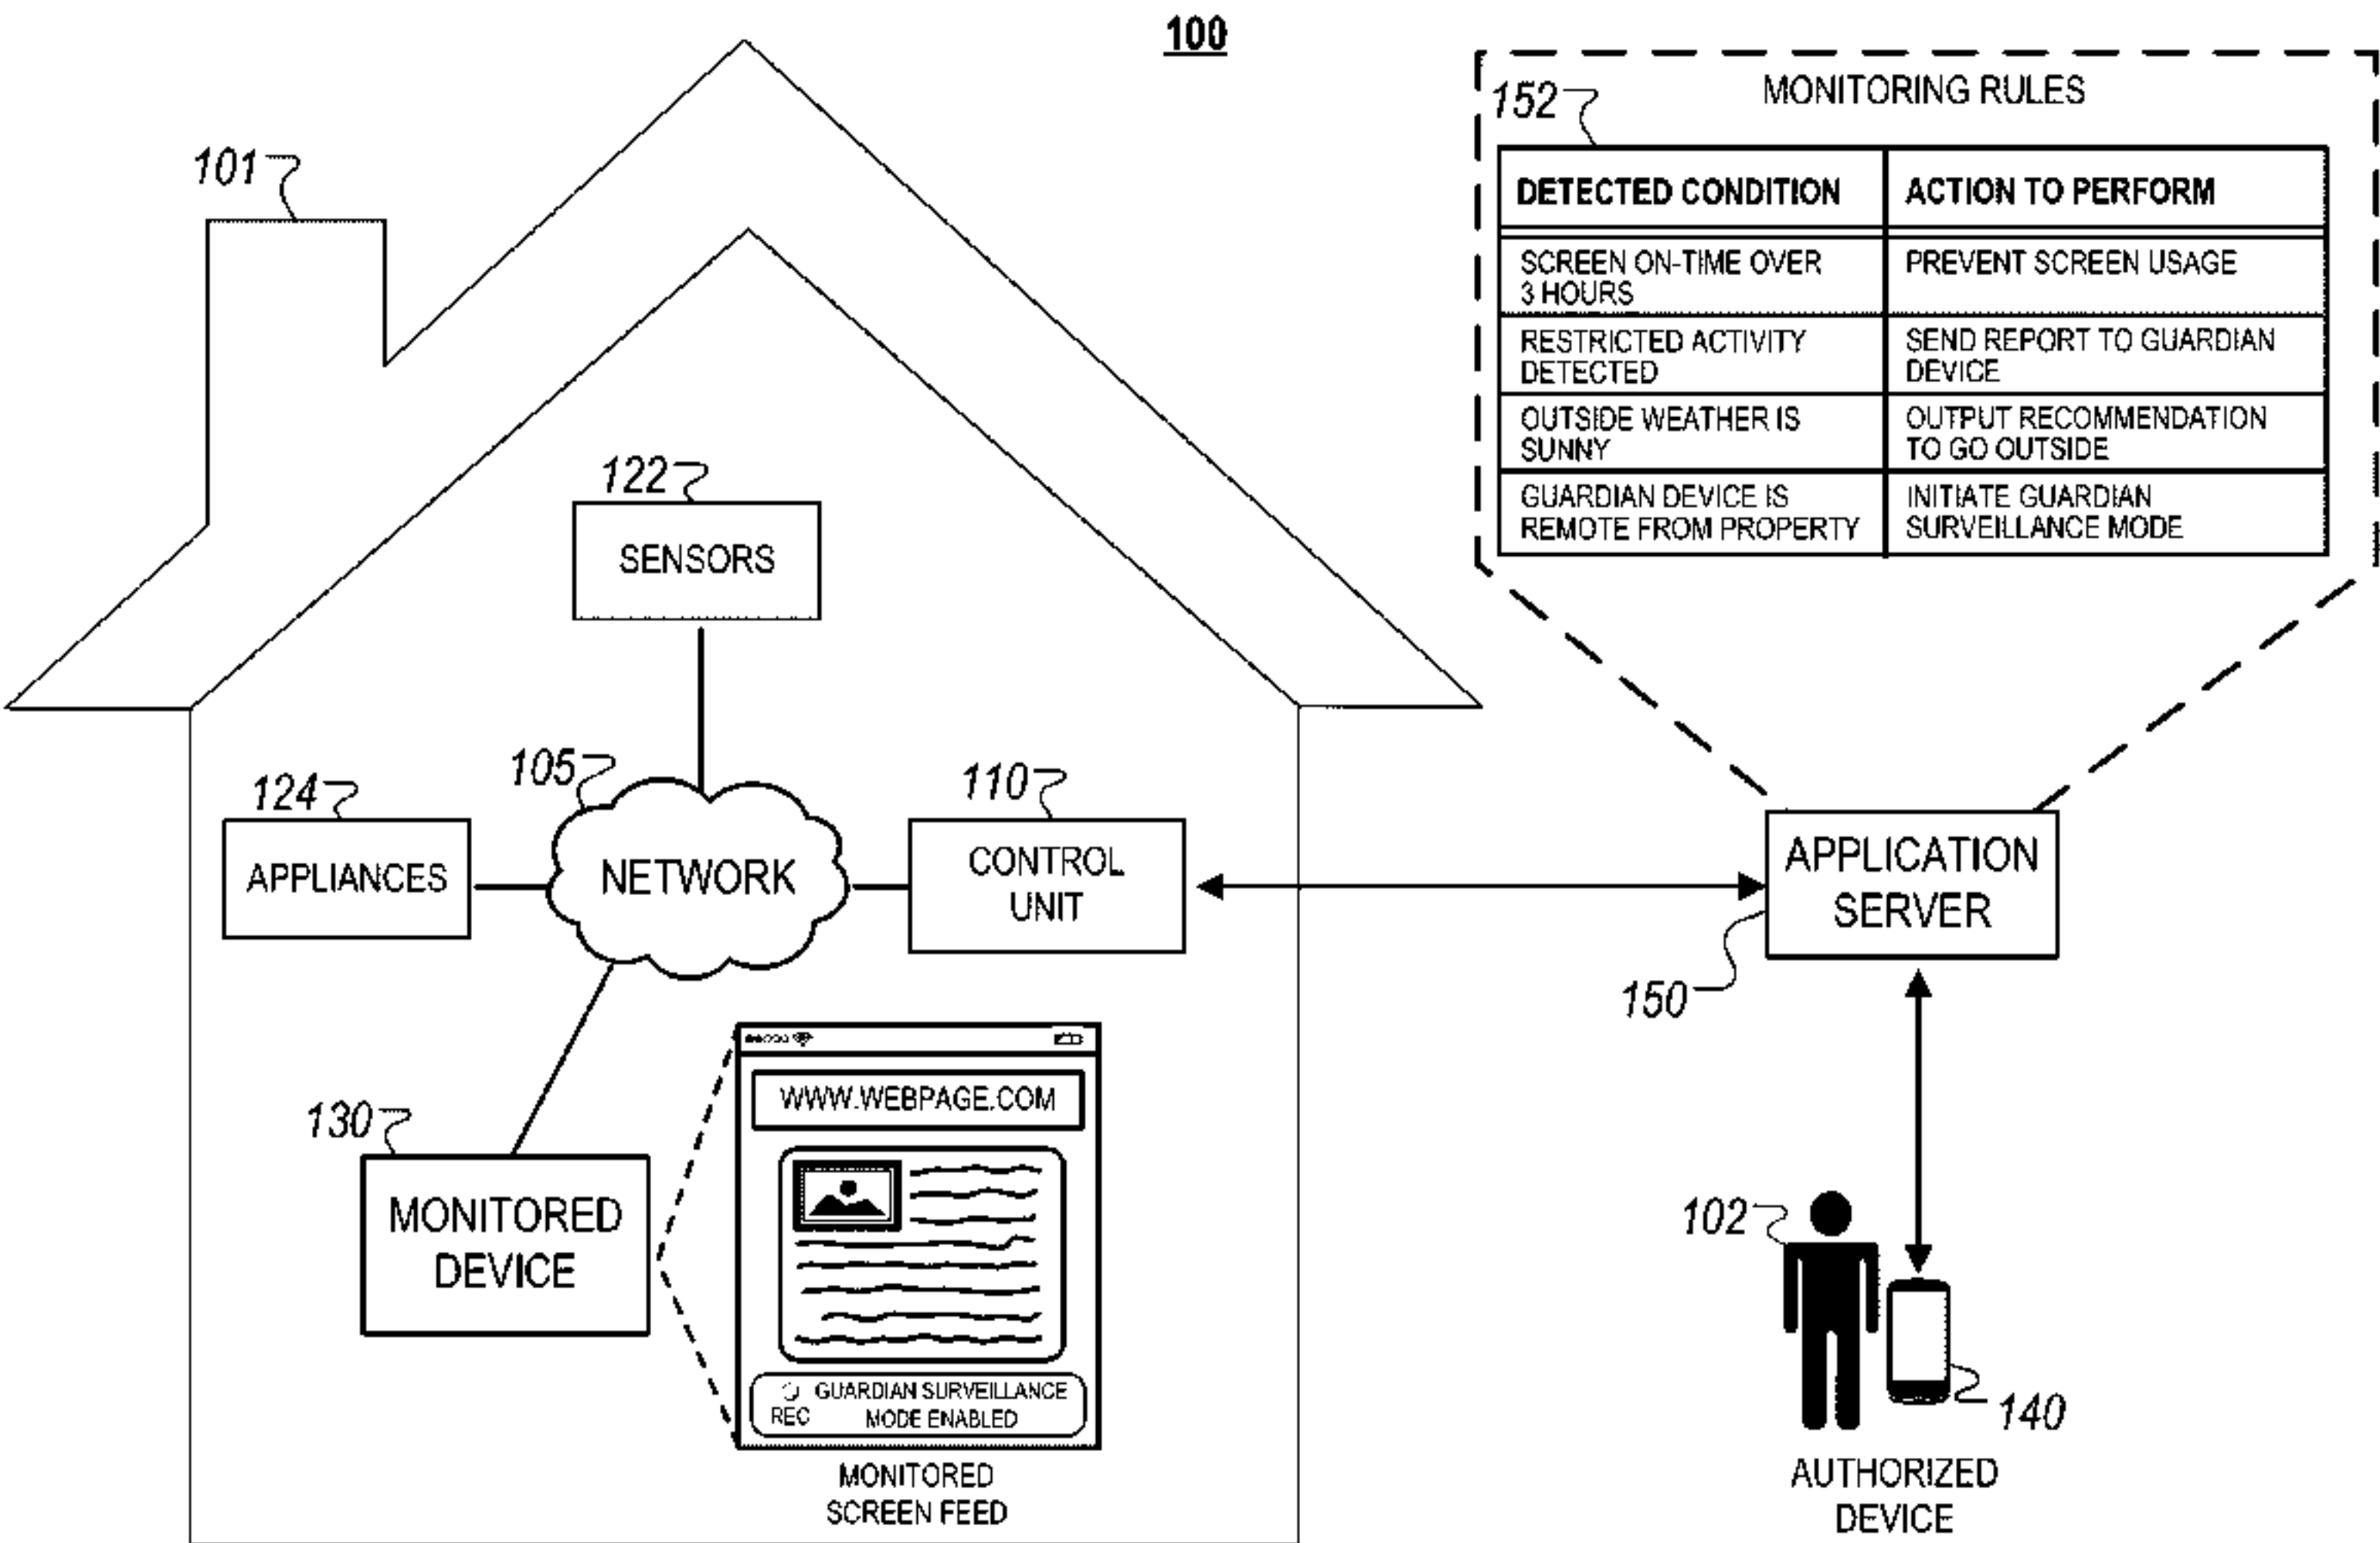 100
101
152
MONITORING RULES
DETECTED CONDITION
ACTION TO PERFORM
SCREEN ON-TIME OVER
3 HOURS
PREVENT SCREEN USAGE
RESTRICTED ACTIVITY
DETECTED
SEND REPORT TO GUARDIAN
DEVICE
OUTSIDE WEATHER IS
SUNNY
OUTPUT RECOMMENDATION
TO GO OUTSIDE
GUARDIAN DEVICE IS
REMOTE FROM PROPERTY
INITIATE GUARDIAN
SURVEILLANCE MODE
122
SENSORS
124
APPLIANCES
105
NETWORK
110
CONTROL
UNIT
APPLICATION
SERVER
150
130
MONITORED
DEVICE
WWW.WEBPAGE.COM
REC
GUARDIAN SURVEILLANCE
MODE ENABLED
MONITORED
SCREEN FEED
102
140
AUTHORIZED
DEVICE